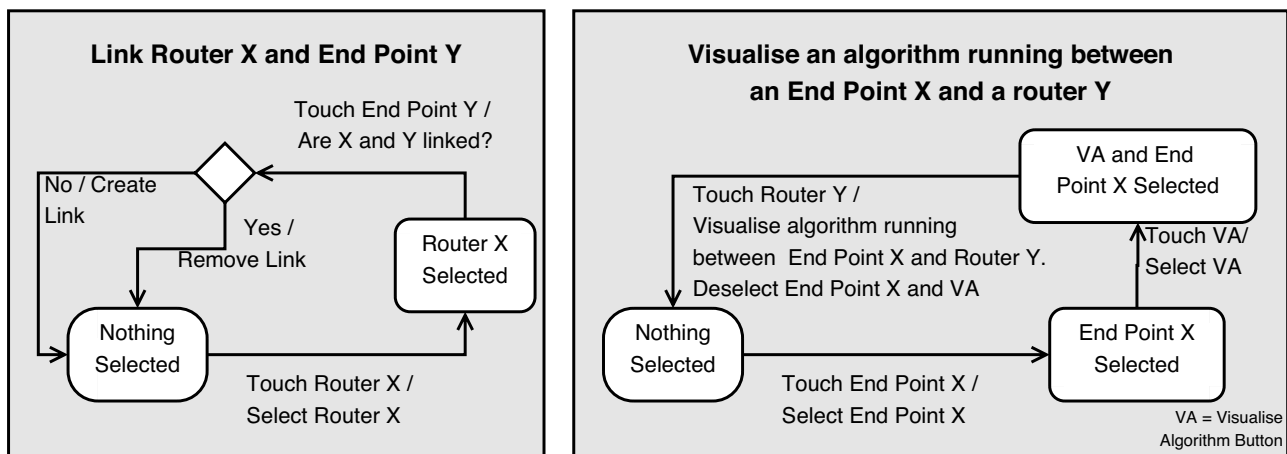 Link Router X and End Point Y
Touch End Point Y /
Are X and Y linked?
No / Create
Link
Yes /
Remove Link
Router X
Selected
Nothing
Selected
Touch Router X /
Select Router X
Visualise an algorithm running between
an End Point X and a router Y
VA and End
Point X Selected
Touch Router Y /
Visualise algorithm running
between End Point X and Router Y.
Deselect End Point X and VA
Touch VA/
Select VA
Nothing
Selected
End Point X
Selected
Touch End Point X /
Select End Point X
VA = Visualise
Algorithm Button